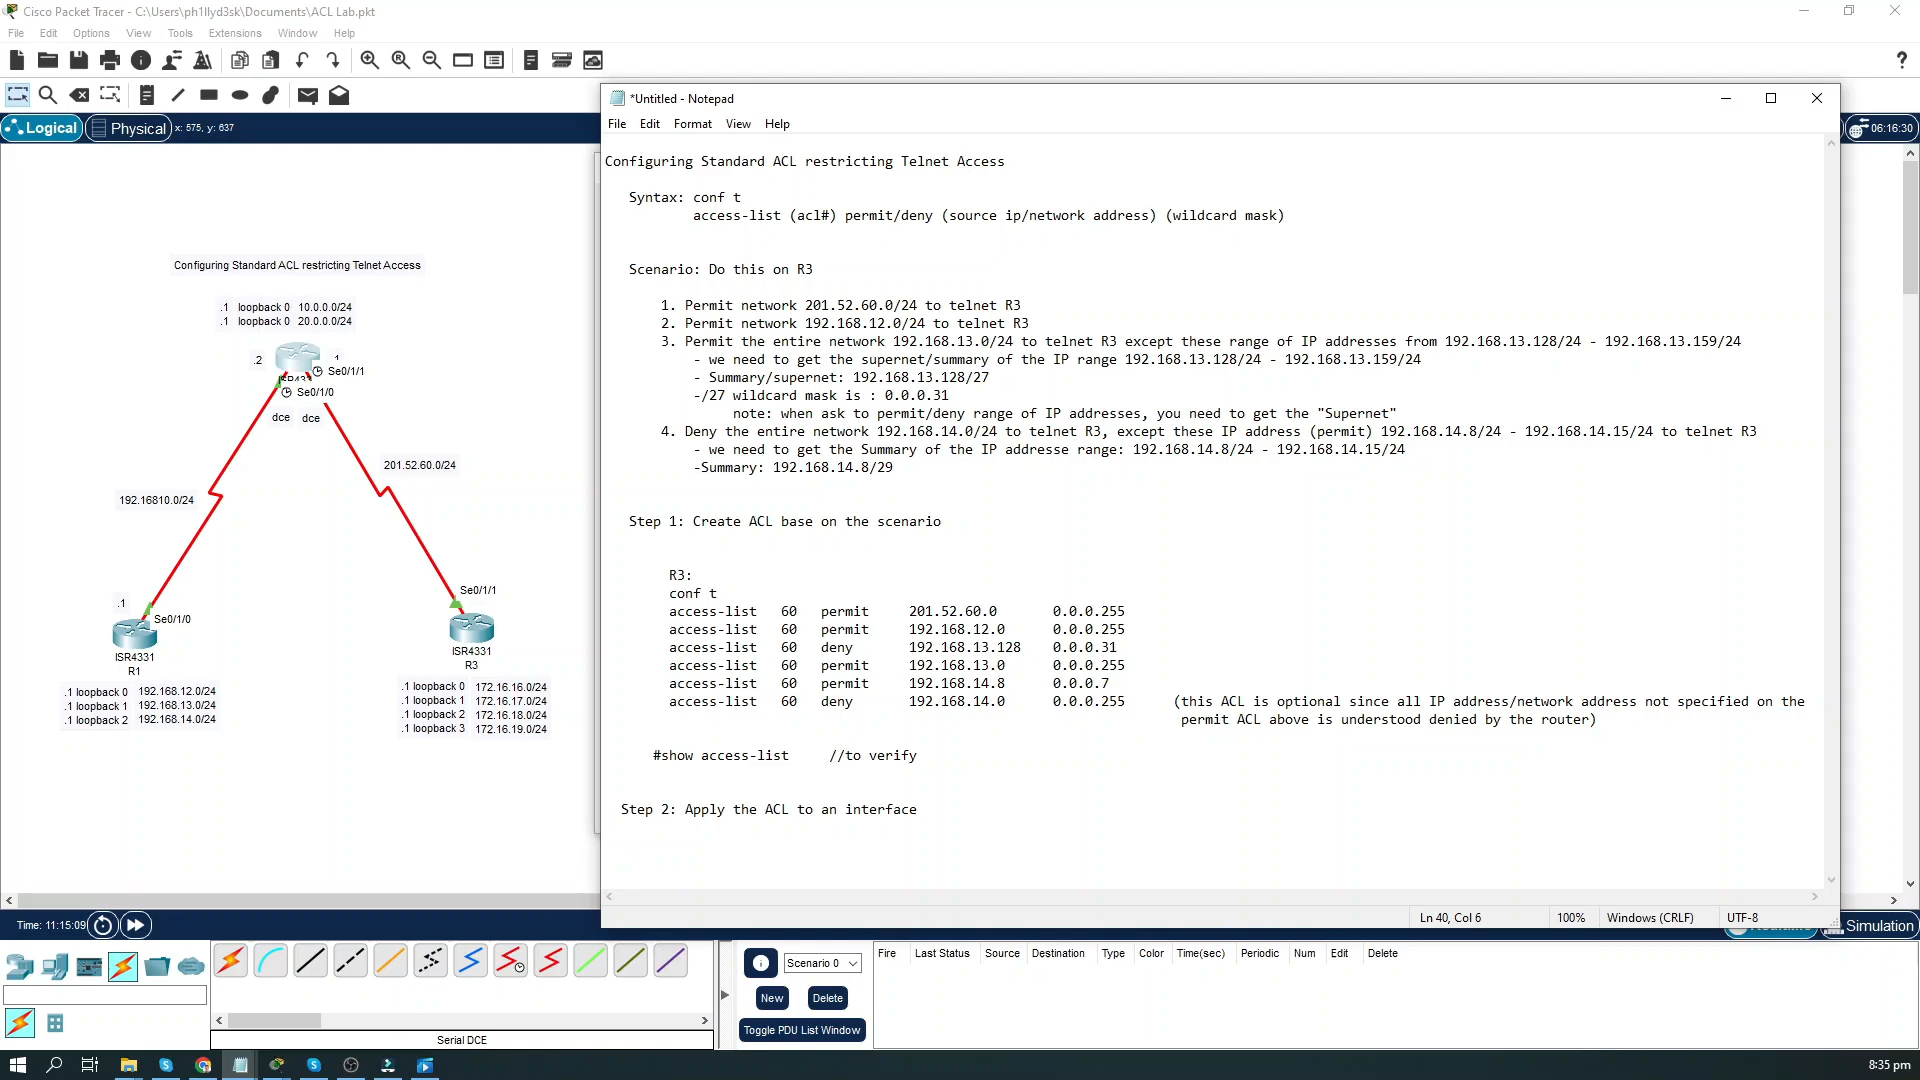 Cisco Packet Tracer - C:\Users\ph1llyd3sk\Documents\ACL Lab.pkt
File Edit Options View Tools Extensions Window Help
Logical
Physical
x: 575, y: 637
06:16:30
Configuring Standard ACL restricting Telnet Access
.1 loopback 0 10.0.0.0/24
.1 loopback 0 20.0.0.0/24
.2
Se0/1/1
Se0/1/0
dce dce
201.52.60.0/24
192.16810.0/24
.1
Se0/1/0
ISR4331
R1
Se0/1/1
ISR4331
R3
.1 loopback 0 192.168.12.0/24
.1 loopback 1 192.168.13.0/24
.1 loopback 2 192.168.14.0/24
.1 loopback 0 172.16.16.0/24
.1 loopback 1 172.16.17.0/24
.1 loopback 2 172.16.18.0/24
.1 loopback 3 172.16.19.0/24
*Untitled - Notepad
File Edit Format View Help
Configuring Standard ACL restricting Telnet Access
Syntax: conf t
access-list (acl#) permit/deny (source ip/network address) (wildcard mask)
Scenario: Do this on R3
1. Permit network 201.52.60.0/24 to telnet R3
2. Permit network 192.168.12.0/24 to telnet R3
3. Permit the entire network 192.168.13.0/24 to telnet R3 except these range of IP addresses from 192.168.13.128/24 - 192.168.13.159/24
- we need to get the supernet/summary of the IP range 192.168.13.128/24 - 192.168.13.159/24
- Summary/supernet: 192.168.13.128/27
-/27 wildcard mask is : 0.0.0.31
note: when ask to permit/deny range of IP addresses, you need to get the "Supernet"
4. Deny the entire network 192.168.14.0/24 to telnet R3, except these IP address (permit) 192.168.14.8/24 - 192.168.14.15/24 to telnet R3
- we need to get the Summary of the IP addresse range: 192.168.14.8/24 - 192.168.14.15/24
-Summary: 192.168.14.8/29
Step 1: Create ACL base on the scenario
R3:
conf t
access-list 60 permit 201.52.60.0 0.0.0.255
access-list 60 permit 192.168.12.0 0.0.0.255
access-list 60 deny 192.168.13.128 0.0.0.31
access-list 60 permit 192.168.13.0 0.0.0.255
access-list 60 permit 192.168.14.8 0.0.0.7
access-list 60 deny 192.168.14.0 0.0.0.255 (this ACL is optional since all IP address/network address not specified on the
permit ACL above is understood denied by the router)
#show access-list //to verify
Step 2: Apply the ACL to an interface
Ln 40, Col 6 100% Windows (CRLF) UTF-8
Time: 11:15:09
Simulation
Scenario 0
New Delete
Toggle PDU List Window
Fire Last Status Source Destination Type Color Time(sec) Periodic Num Edit Delete
Serial DCE
8:35 pm